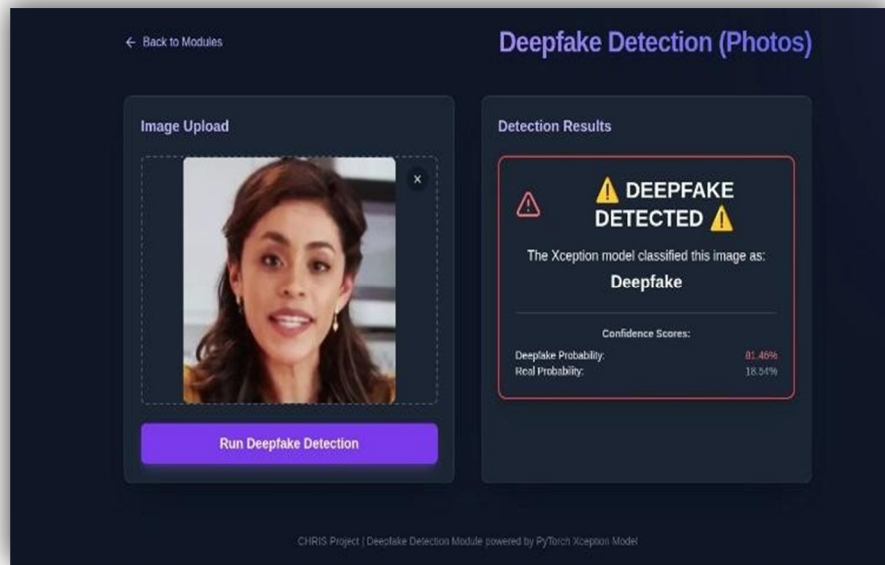 ← Back to Modules
Deepfake Detection (Photos)
Image Upload
Run Deepfake Detection
Detection Results
⚠️ DEEPFAKE
DETECTED ⚠️
The Xception model classified this image as:
Deepfake
Confidence Scores:
Deepfake Probability: 81.46%
Real Probability: 18.54%
CHRIS Project | Deepfake Detection Module powered by PyTorch Xception Model